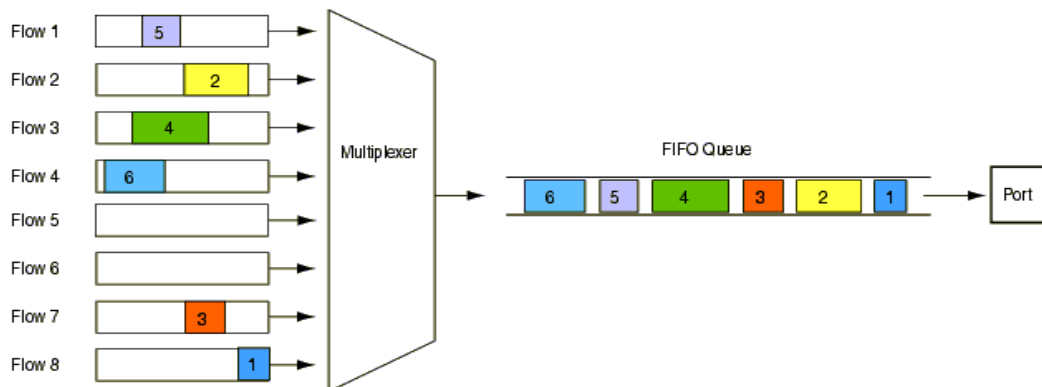 Flow 1
5
Flow 2
2
Flow 3
4
Flow 4
6
Flow 5
Flow 6
Flow 7
3
Flow 8
1
Multiplexer
FIFO Queue
6 5 4 3 2 1
Port